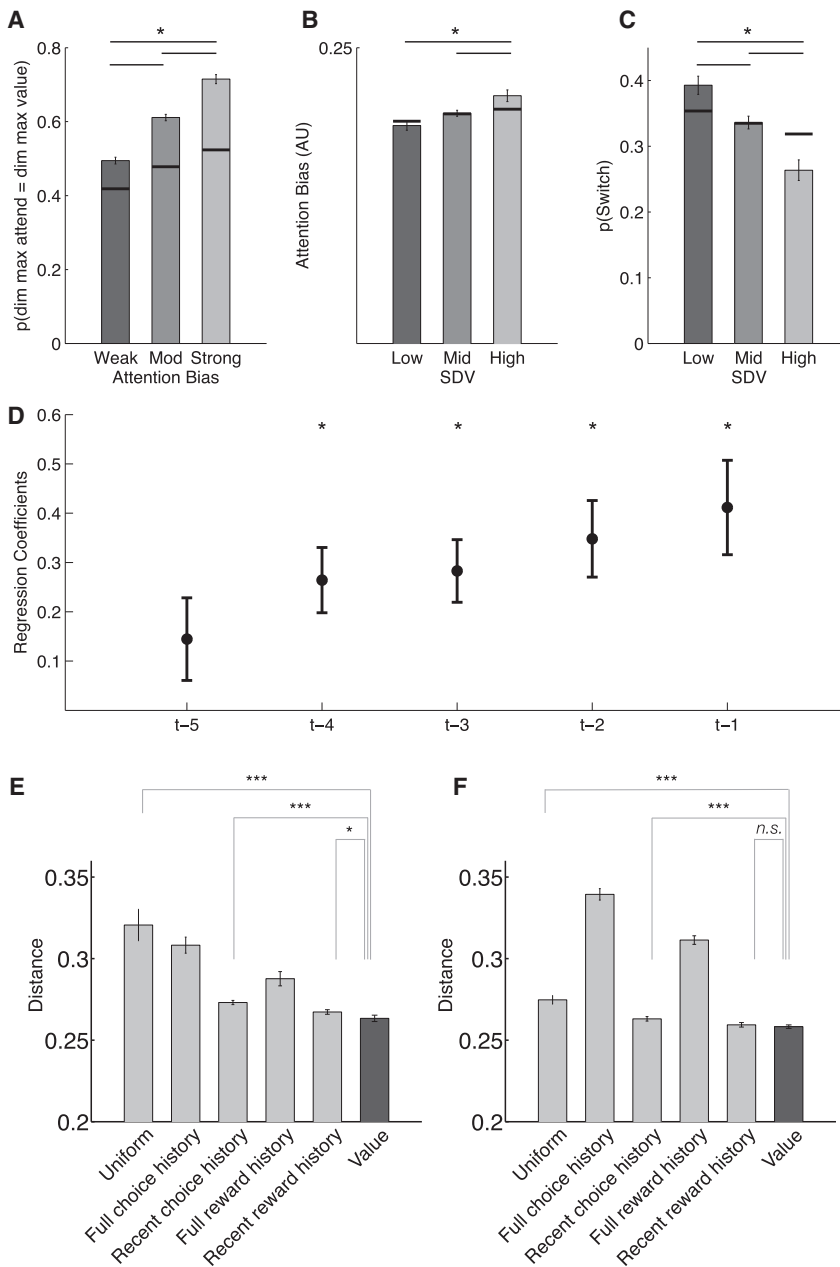 A
p(dim max attend = dim max value)
0.8
0.6
0.4
0.2
0
*
Weak Mod Strong
Attention Bias
B
Attention Bias (AU)
0.25
0
*
Low Mid High
SDV
C
p(Switch)
0.4
0.3
0.2
0.1
0
*
Low Mid High
SDV
D
Regression Coefficients
0.6
0.5
0.4
0.3
0.2
0.1
* * * *
t–5 t–4 t–3 t–2 t–1
E
Distance
0.35
0.3
0.25
0.2
***
***
*
Uniform
Full choice history
Recent choice history
Full reward history
Recent reward history
Value
F
Distance
0.35
0.3
0.25
0.2
***
***
n.s.
Uniform
Full choice history
Recent choice history
Full reward history
Recent reward history
Value